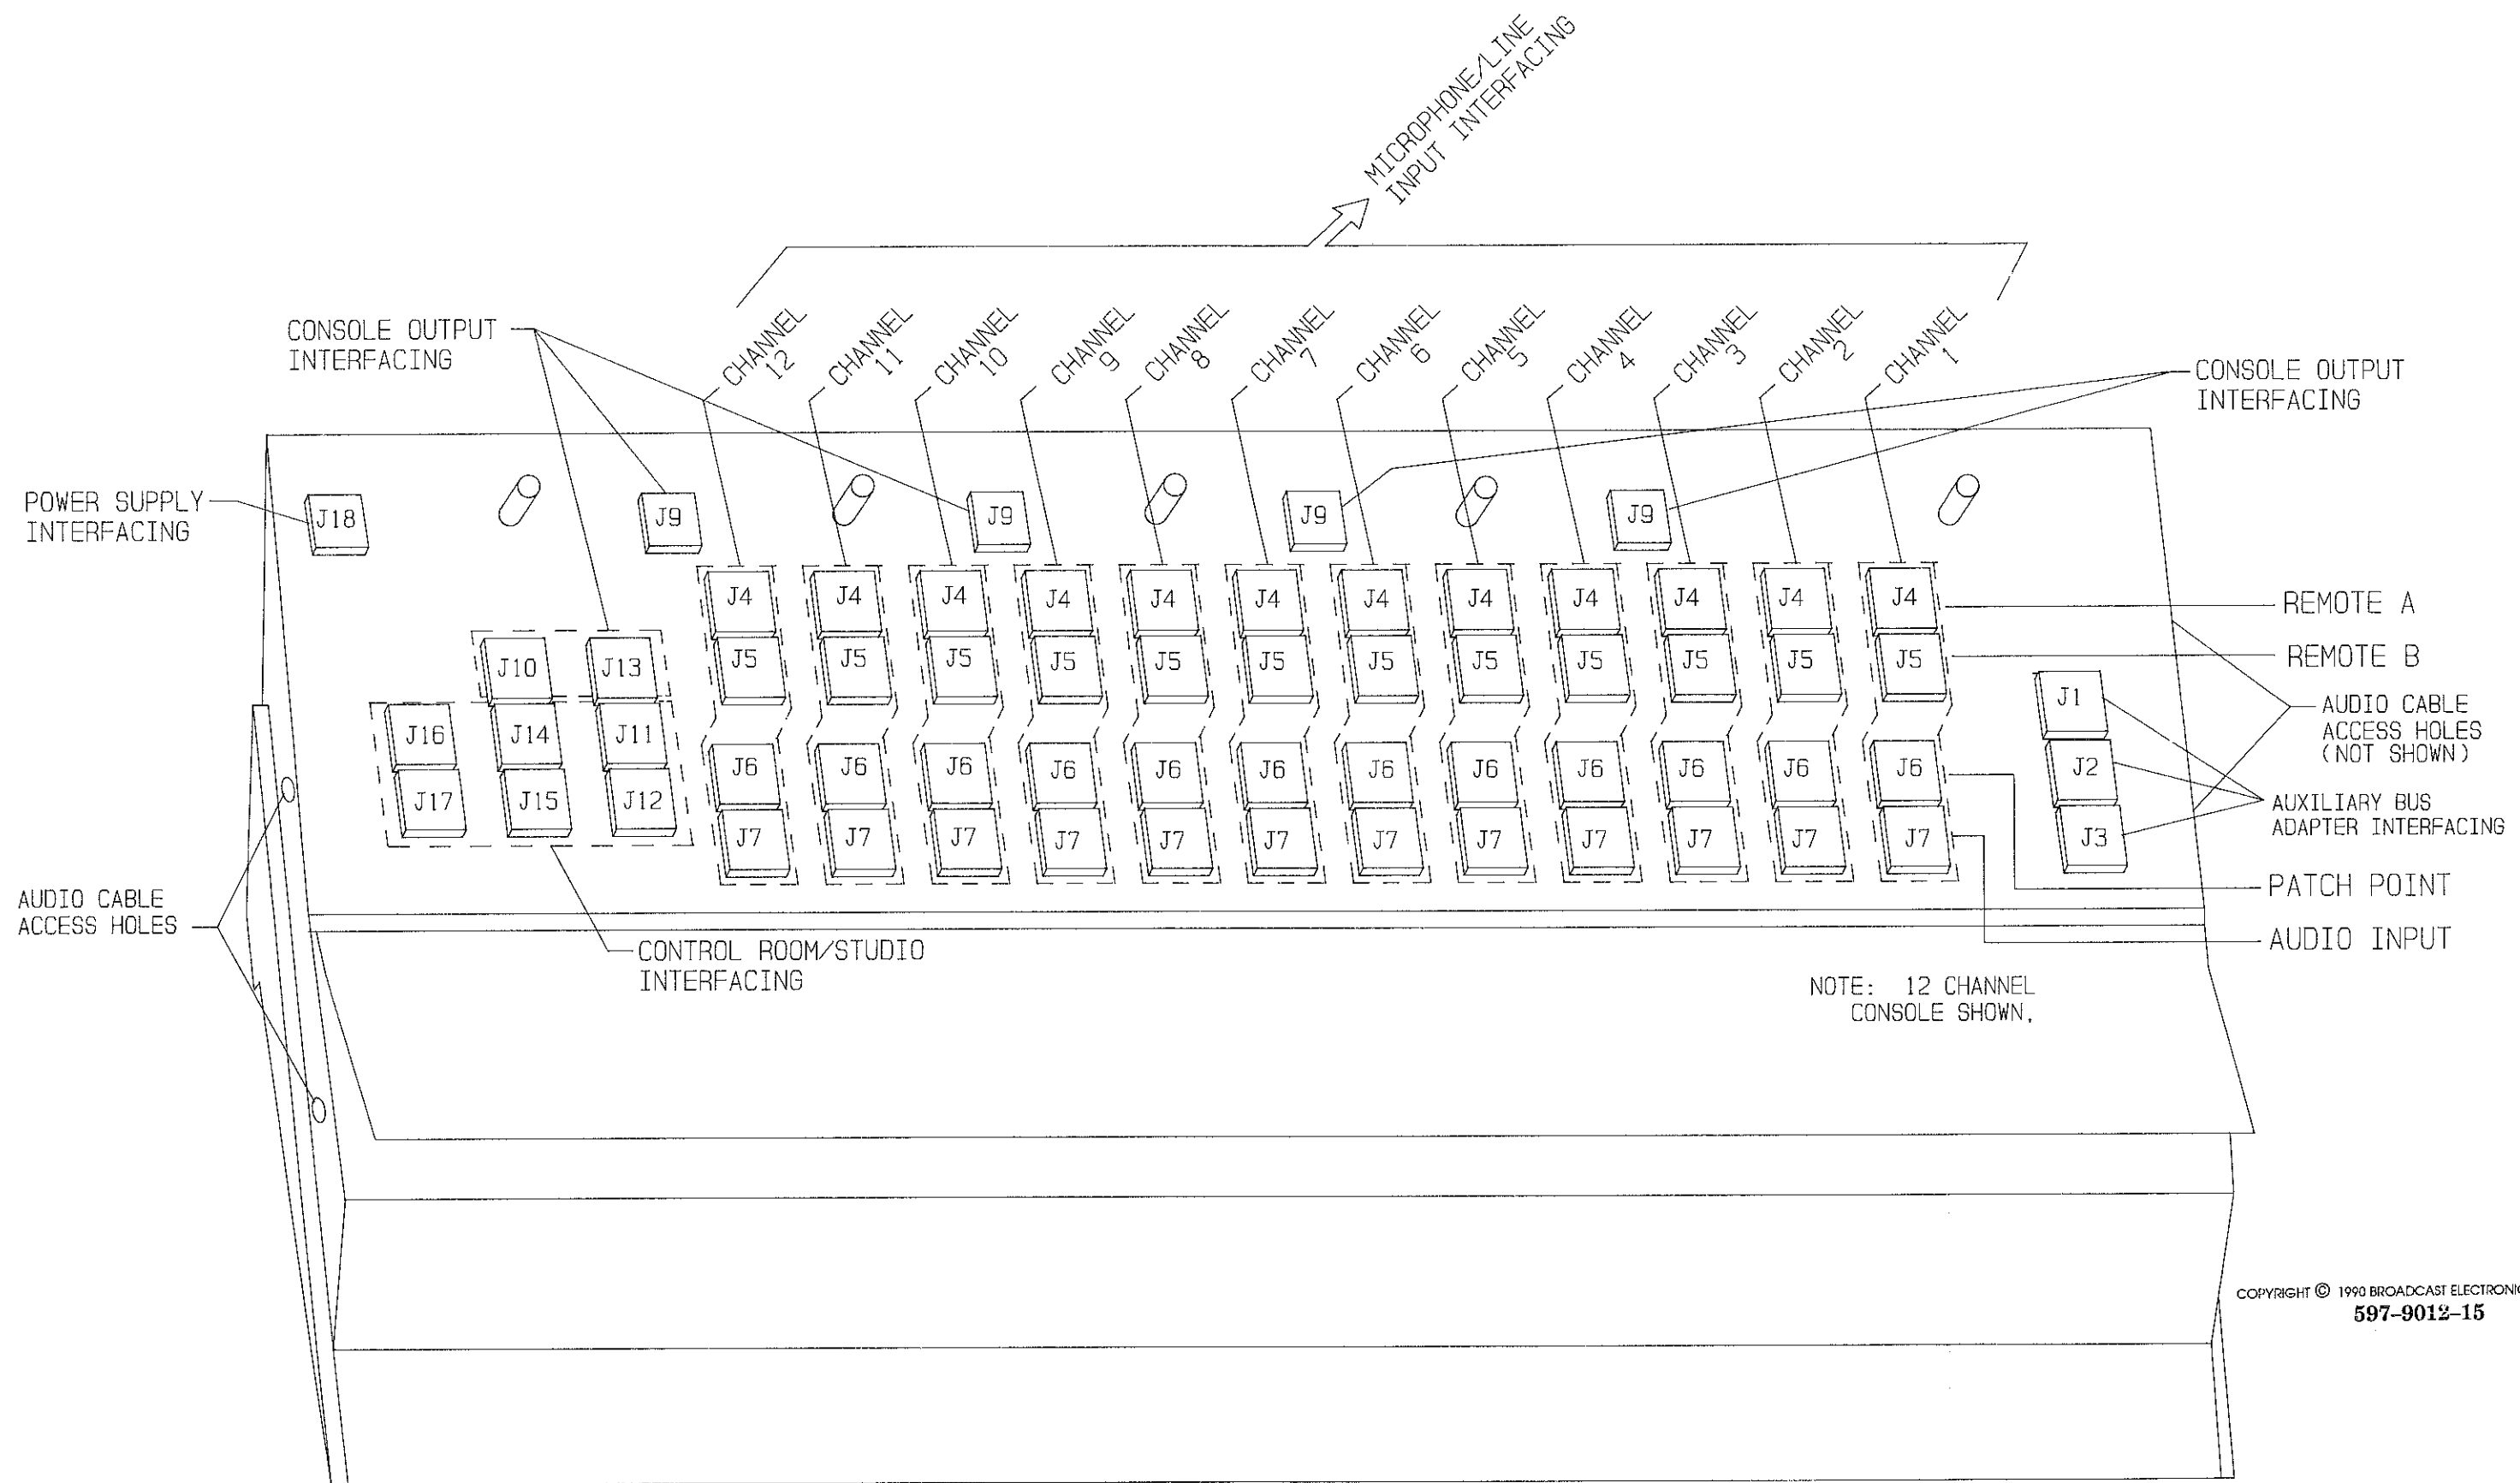 MICROPHONE/LINE
INPUT INTERFACING
CONSOLE OUTPUT
INTERFACING
CHANNEL
12
CHANNEL
11
CHANNEL
10
CHANNEL
9
CHANNEL
8
CHANNEL
7
CHANNEL
6
CHANNEL
5
CHANNEL
4
CHANNEL
3
CHANNEL
2
CHANNEL
1
CONSOLE OUTPUT
INTERFACING
POWER SUPPLY
INTERFACING
J18
J9
J9
J9
J9
J4 J4 J4 J4 J4 J4 J4 J4 J4 J4 J4 J4
REMOTE A
J10 J13
J5 J5 J5 J5 J5 J5 J5 J5 J5 J5 J5 J5
REMOTE B
J1
AUDIO CABLE
ACCESS HOLES
(NOT SHOWN)
J16 J14 J11
J6 J6 J6 J6 J6 J6 J6 J6 J6 J6 J6 J6
J2
J17 J15 J12
J7 J7 J7 J7 J7 J7 J7 J7 J7 J7 J7 J7
J3
AUXILIARY BUS
ADAPTER INTERFACING
PATCH POINT
AUDIO INPUT
AUDIO CABLE
ACCESS HOLES
CONTROL ROOM/STUDIO
INTERFACING
NOTE: 12 CHANNEL
CONSOLE SHOWN.
COPYRIGHT © 1990 BROADCAST
597-9012-15